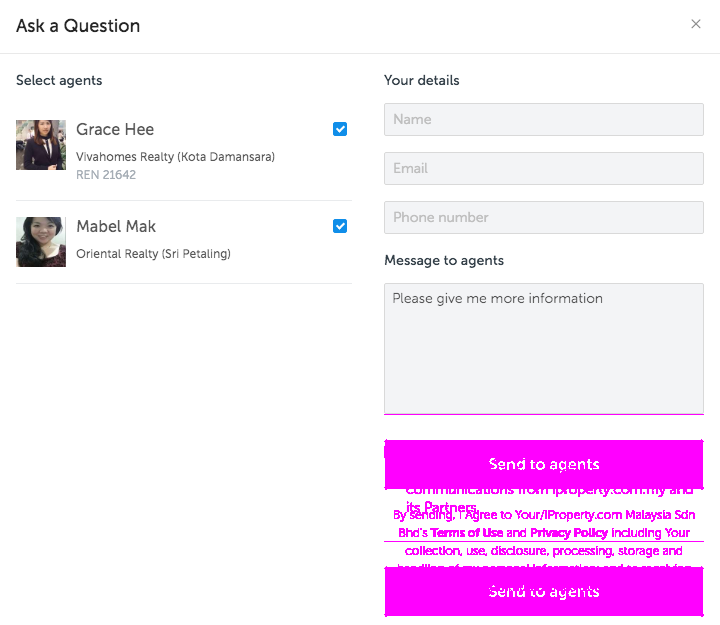 Ask a Question
Select agents
Grace Hee
Vivahomes Realty (Kota Damansara)
REN 21642
Mabel Mak
Oriental Realty (Sri Petaling)
Your details
Name
Email
Phone number
Message to agents
Please give me more information
Send to agents
communications from iproperty.com.my and
its Partners.
By sending, I Agree to Your/iProperty.com Malaysia Sdn
Bhd's Terms of Use and Privacy Policy including Your
collection, use, disclosure, processing, storage and
handling of my personal information; and to receiving
Send to agents